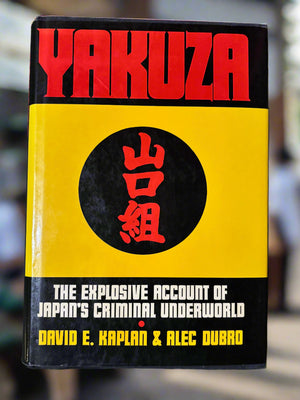 YAKUZA
山口組
THE EXPLOSIVE ACCOUNT OF
JAPAN'S CRIMINAL UNDERWORLD
DAVID E. KAPLAN & ALEC DUBRO